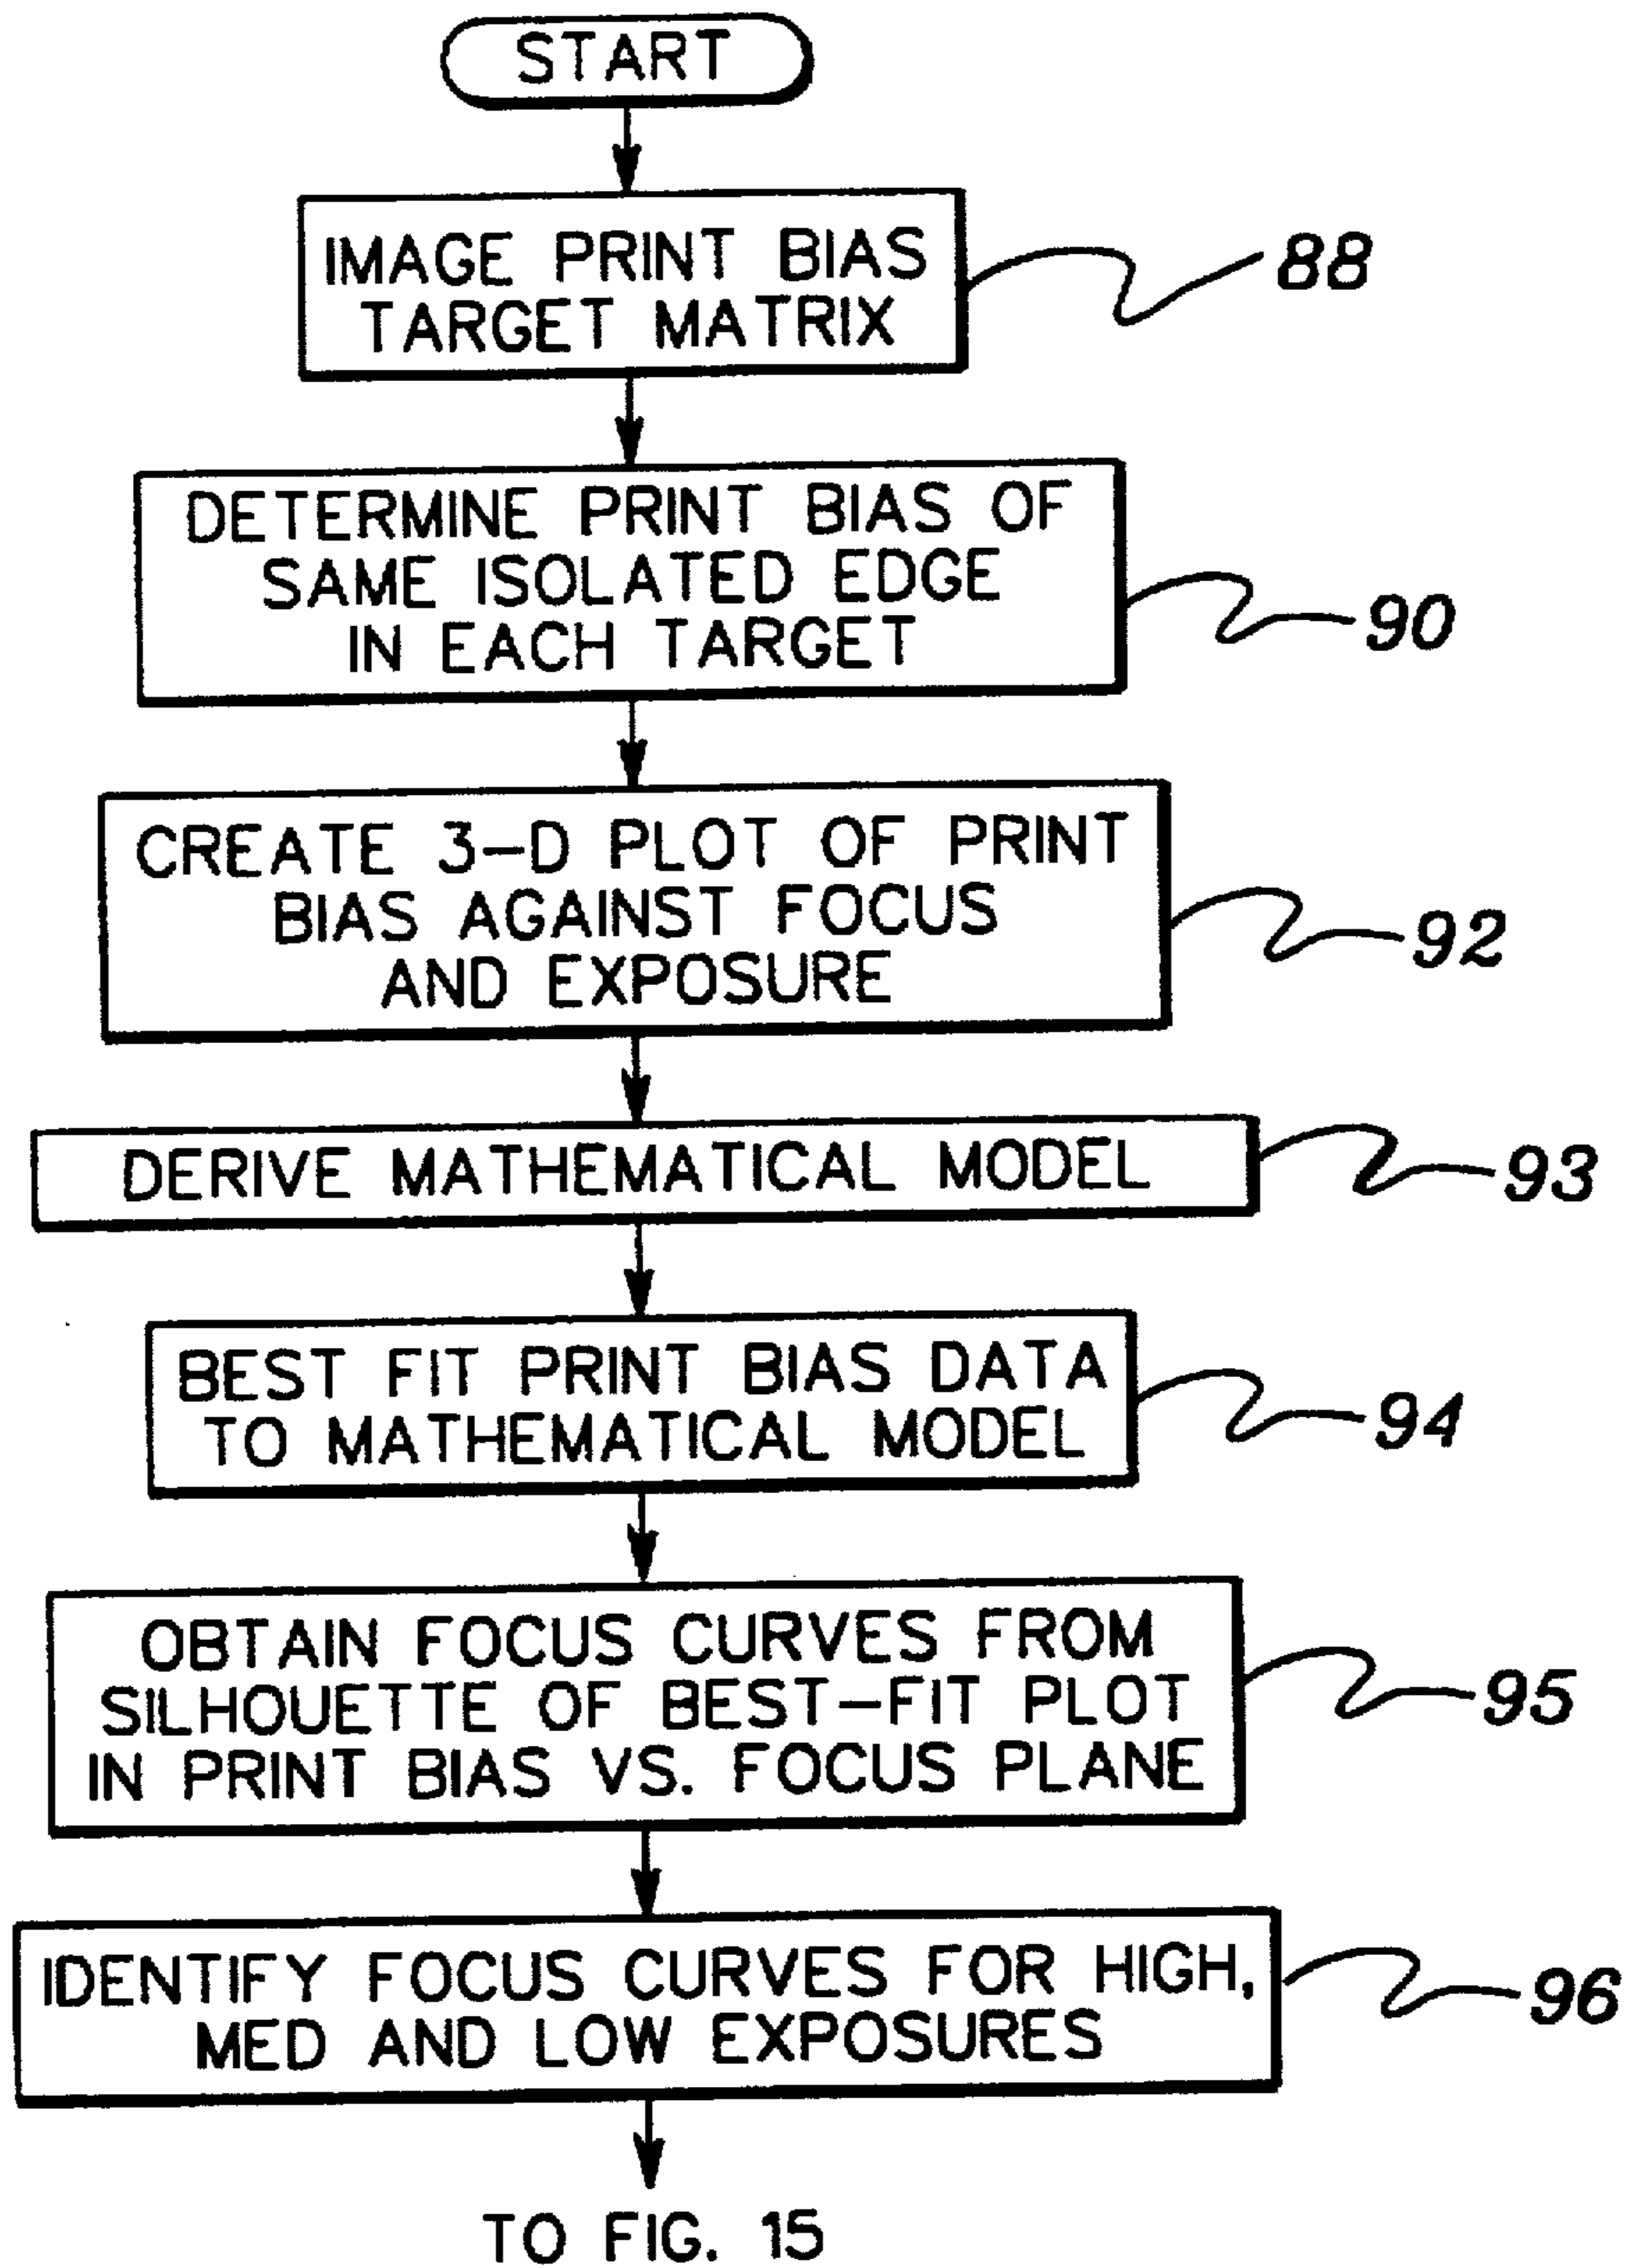 START
IMAGE PRINT BIAS
TARGET MATRIX
88
DETERMINE PRINT BIAS OF
SAME ISOLATED EDGE
IN EACH TARGET
90
CREATE 3-D PLOT OF PRINT
BIAS AGAINST FOCUS
AND EXPOSURE
92
DERIVE MATHEMATICAL MODEL
93
BEST FIT PRINT BIAS DATA
TO MATHEMATICAL MODEL
94
OBTAIN FOCUS CURVES FROM
SILHOUETTE OF BEST-FIT PLOT
IN PRINT BIAS VS. FOCUS PLANE
95
IDENTIFY FOCUS CURVES FOR HIGH,
MED AND LOW EXPOSURES
96
TO FIG. 15